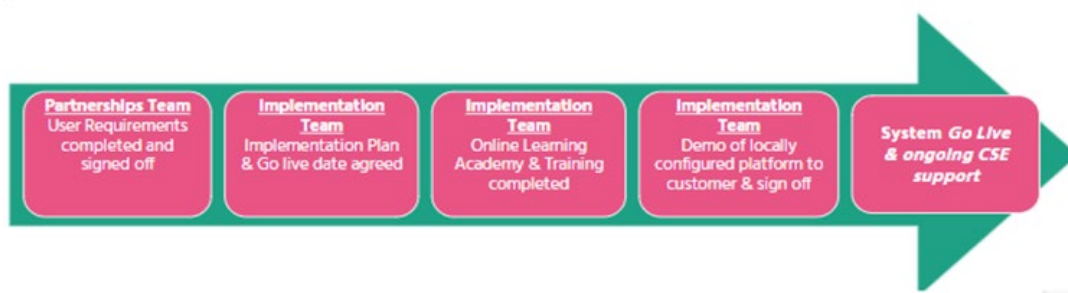 Partnerships Team
User Requirements
completed and
signed off
Implementation
Team
Implementation Plan
& Go live date agreed
Implementation
Team
Online Learning
Academy & Training
completed
Implementation
Team
Demo of locally
configured platform to
customer & sign off
System Go Live
& ongoing CSE
support